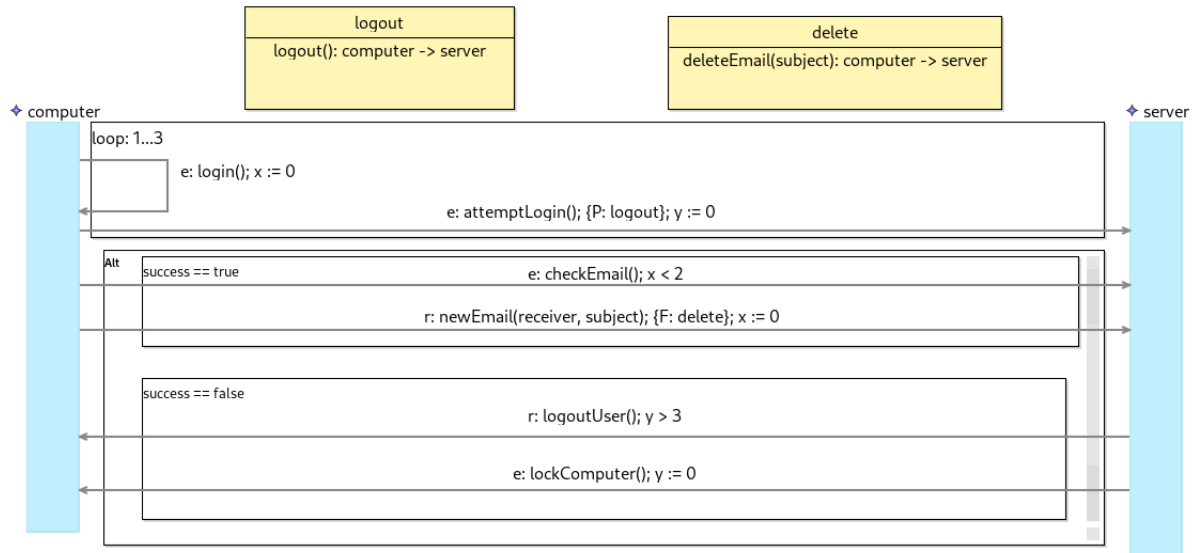 logout
logout(): computer -> server
delete
deleteEmail(subject): computer -> server
computer
server
loop: 1...3
e: login(); x := 0
e: attemptLogin(); {P: logout}; y := 0
Alt
success == true
e: checkEmail(); x < 2
r: newEmail(receiver, subject); {F: delete}; x := 0
success == false
r: logoutUser(); y > 3
e: lockComputer(); y := 0